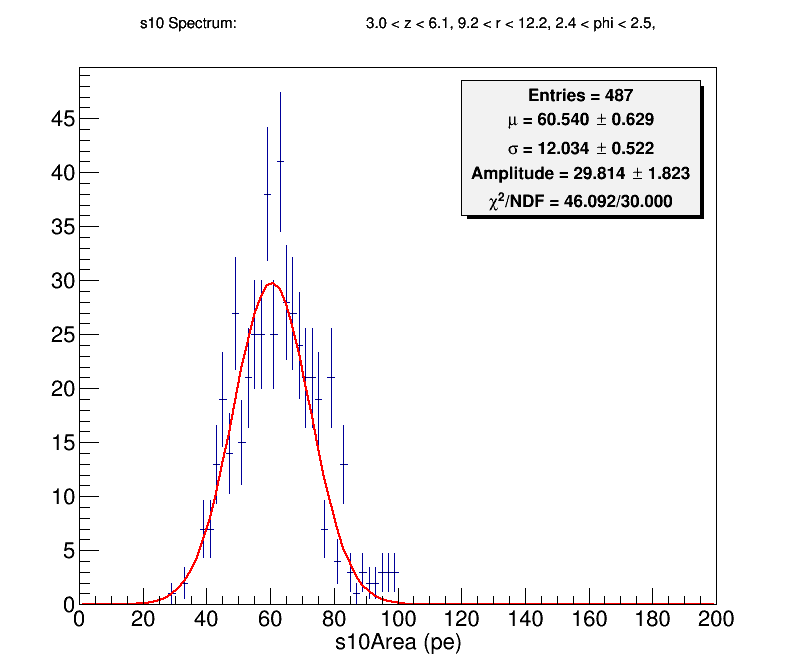 s10 Spectrum: 3.0 < z < 6.1, 9.2 < r < 12.2, 2.4 < phi < 2.5,
Entries = 487
μ = 60.540 ± 0.629
σ = 12.034 ± 0.522
Amplitude = 29.814 ± 1.823
χ²/NDF = 46.092/30.000
45
40
35
30
25
20
15
10
5
0
0 20 40 60 80 100 120 140 160 180 200
s10Area (pe)